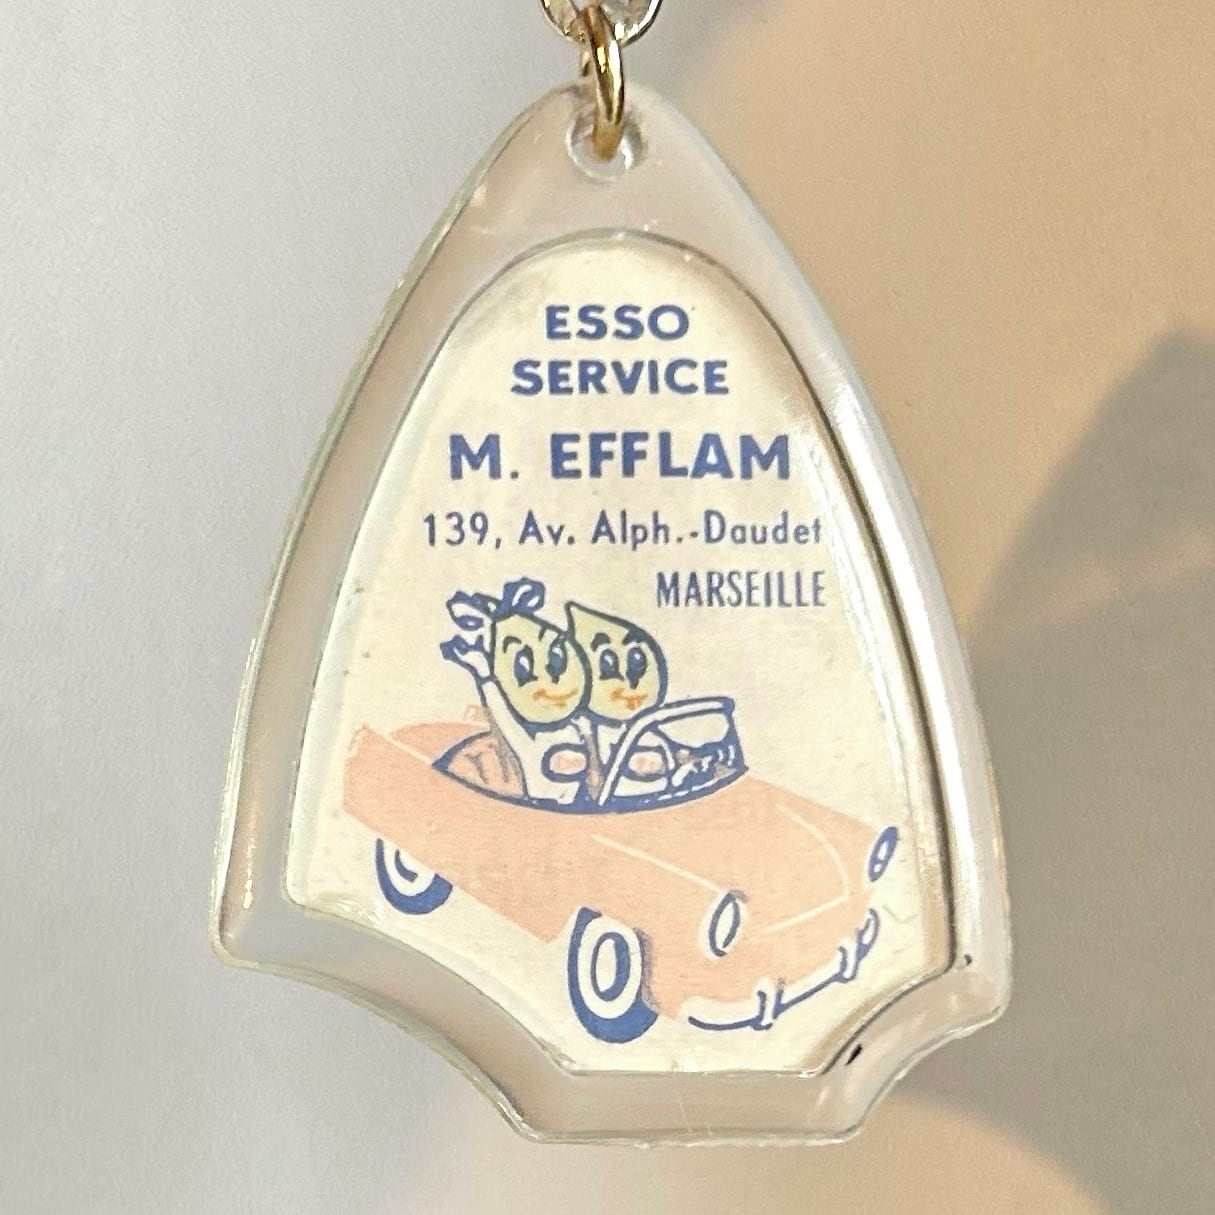 ESSO
SERVICE
M. EFFLAM
139, Av. Alph.-Daudet
MARSEILLE